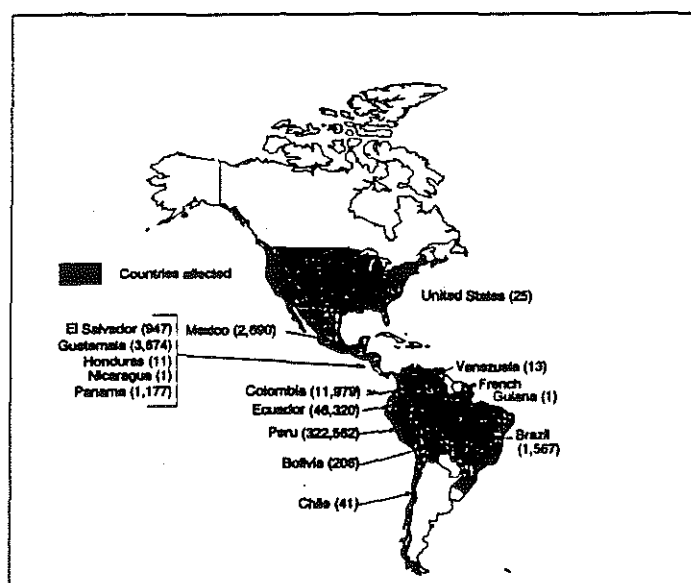 Countries affected
United States (25)
El Salvador (947)
Guatemala (3,674)
Honduras (11)
Nicaragua (1)
Panama (1,177)
Mexico (2,690)
Venezuela (13)
French
Guiana (1)
Colombia (11,979)
Ecuador (46,320)
Peru (322,562)
Brazil
(1,567)
Bolivia (206)
Chile (41)